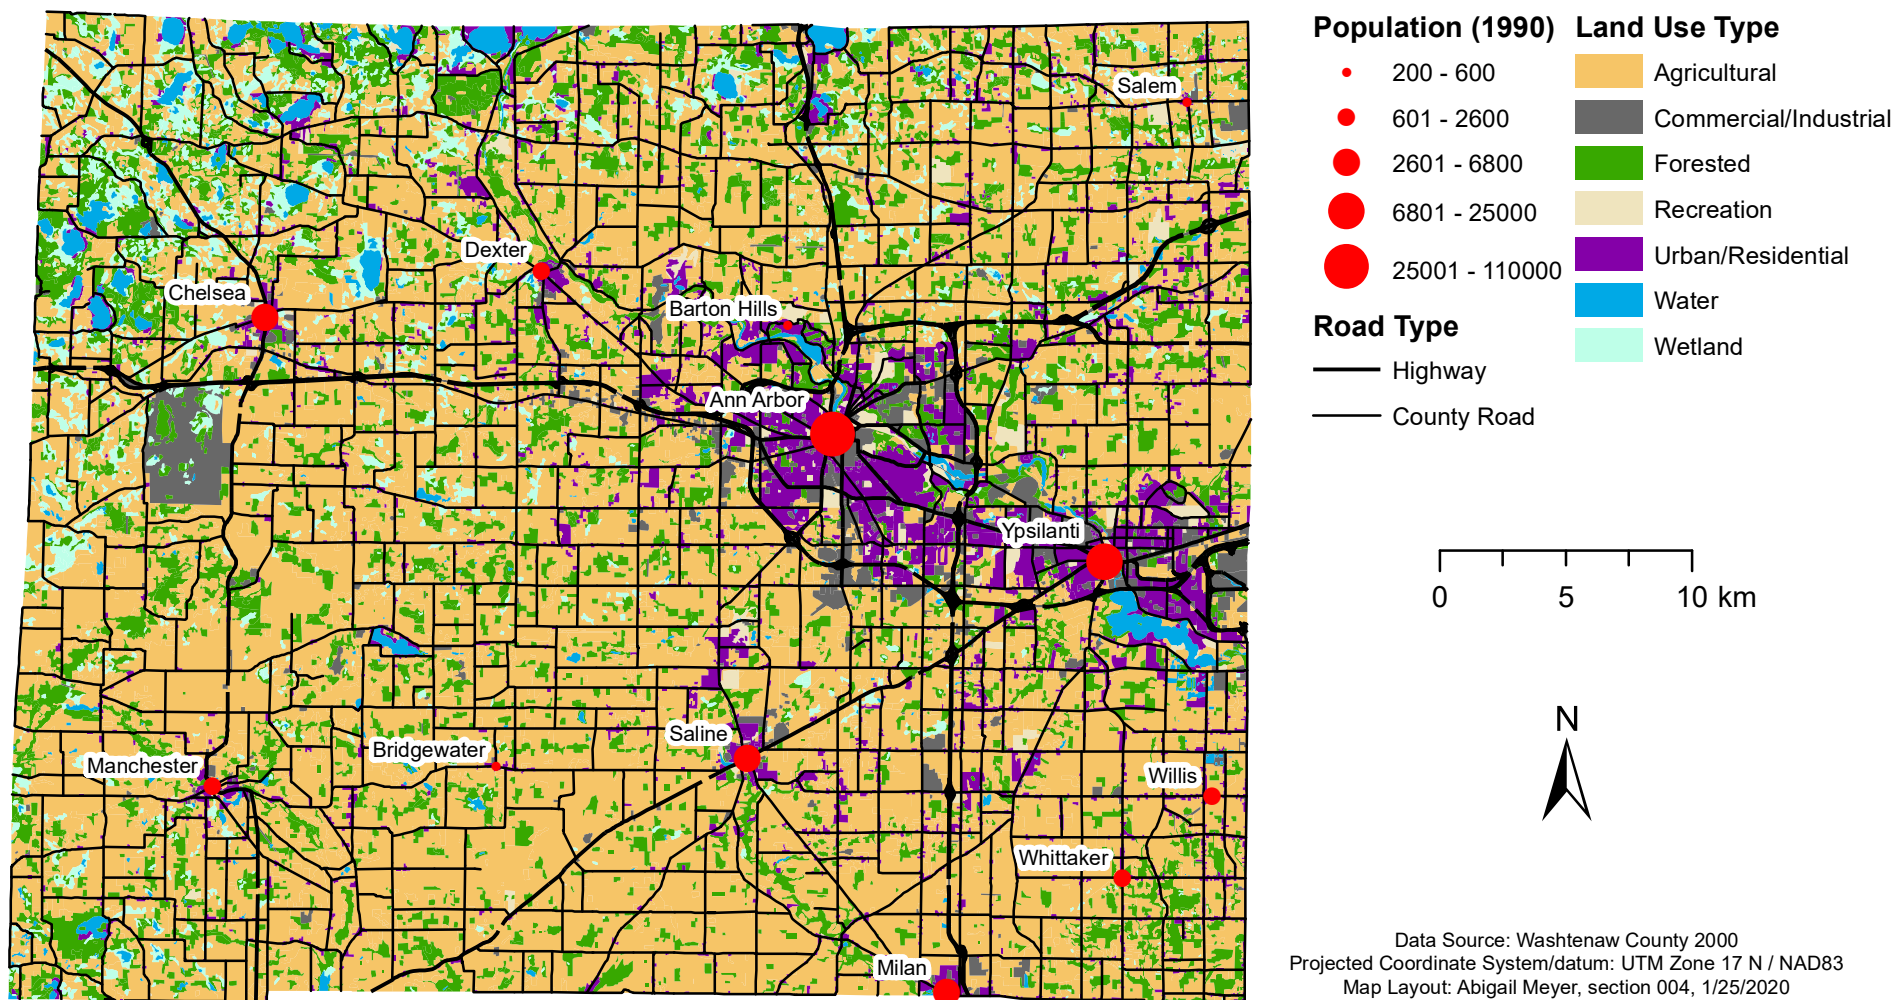 Salem
Dexter
Chelsea
Barton Hills
Ann Arbor
Ypsilanti
Saline
Bridgewater
Manchester
Willis
Whittaker
Milan
Population (1990)
200 - 600
601 - 2600
2601 - 6800
6801 - 25000
25001 - 110000
Road Type
Highway
County Road
Land Use Type
Agricultural
Commercial/Industrial
Forested
Recreation
Urban/Residential
Water
Wetland
0 5 10 km
N
Data Source: Washtenaw County 2000
Projected Coordinate System/datum: UTM Zone 17 N / NAD83
Map Layout: Abigail Meyer, section 004, 1/25/2020